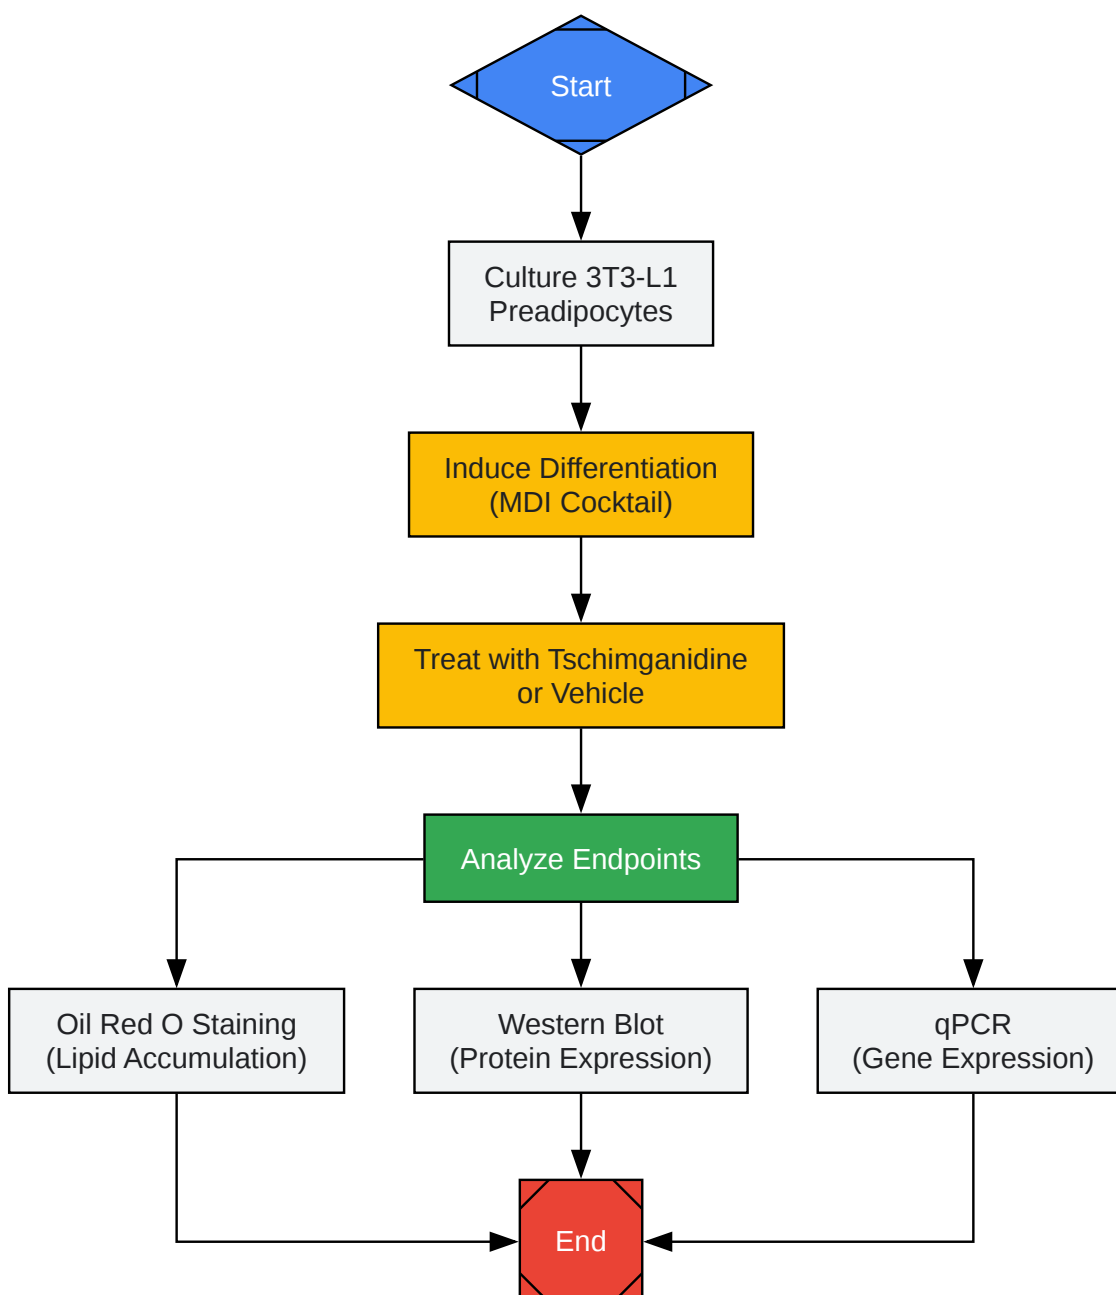 Start
Culture 3T3-L1
Preadipocytes
Induce Differentiation
(MDI Cocktail)
Treat with Tschimganidine
or Vehicle
Analyze Endpoints
Oil Red O Staining
(Lipid Accumulation)
Western Blot
(Protein Expression)
qPCR
(Gene Expression)
End